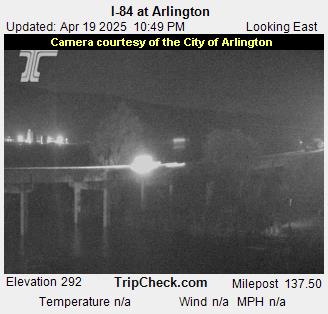 I-84 at Arlington
Updated: Apr 19 2025 10:49 PM Looking East
Camera courtesy of the City of Arlington
Elevation 292 TripCheck.com Milepost 137.50
Temperature n/a Wind n/a MPH n/a